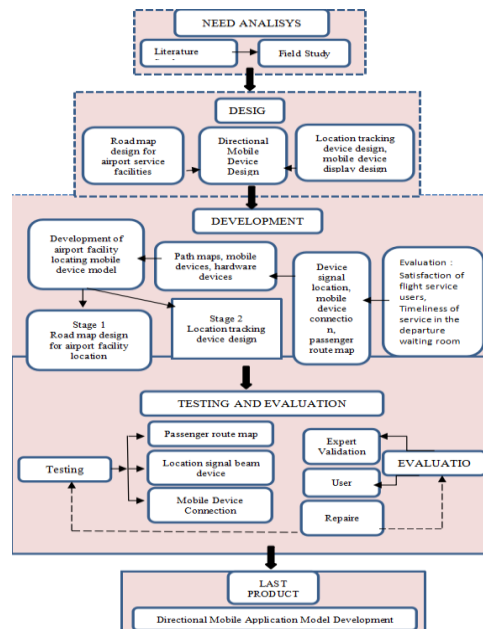 NEED ANALISYS
Literature
Field Study
DESIG
Road map
design for
airport service
facilities
Directional
Mobile
Device
Design
Location tracking
device design,
mobile device
display design
DEVELOPMENT
Development of
airport facility
locating mobile
device model
Path maps, mobile
devices, hardware
devices
Device
signal
location,
mobile
device
connectio
n,
passenger
route map
Evaluation :
Satisfaction of
flight service
users,
Timeliness of
service in the
departure
waiting room
Stage 1
Road map design
for airport facility
location
Stage 2
Location tracking
device design
TESTING AND EVALUATION
Passenger route map
Testing
Location signal beam
device
Mobile Device
Connection
Expert
Validation
EVALUATIO
User
Repaire
LAST
PRODUCT
Directional Mobile Application Model Development